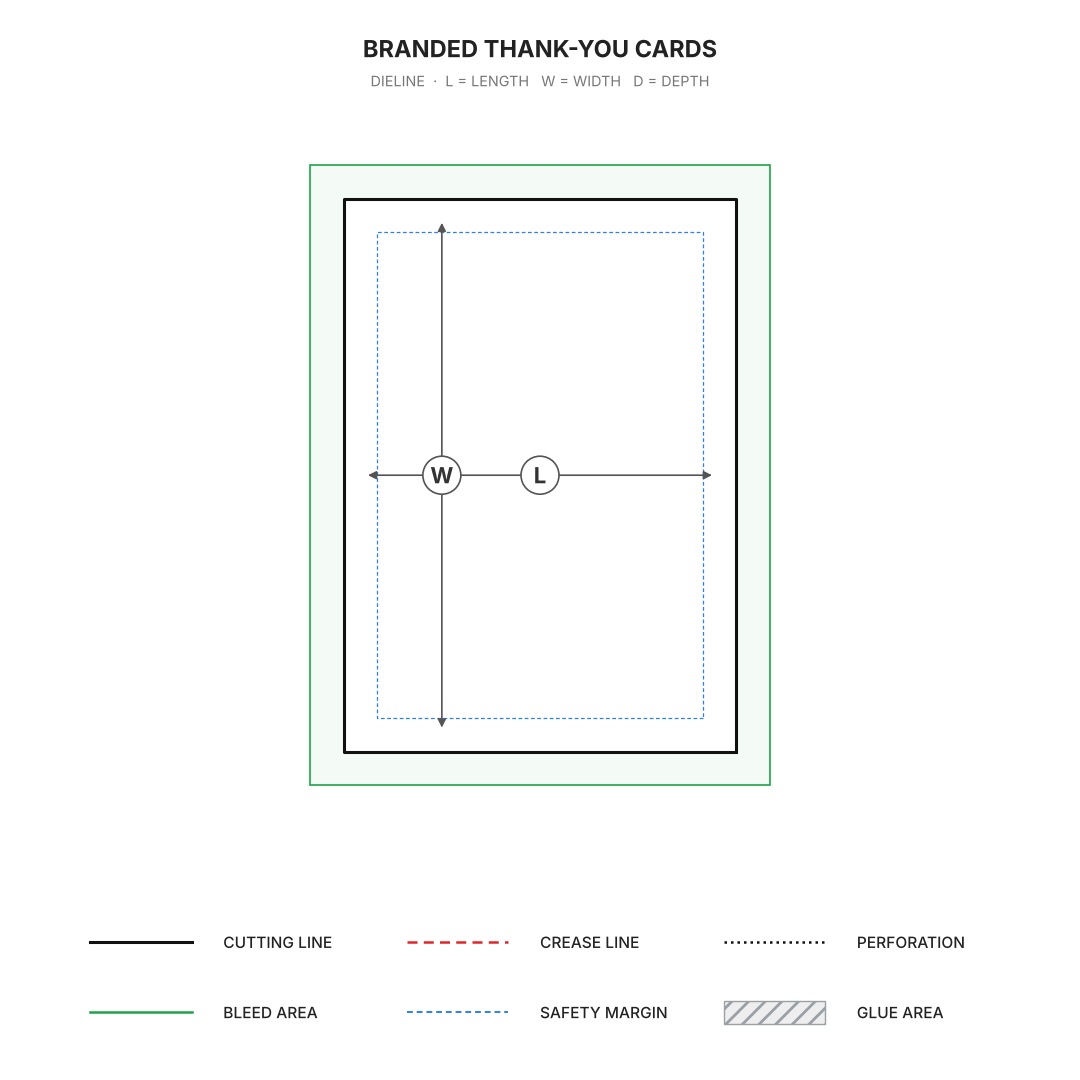 BRANDED THANK-YOU CARDS
DIELINE · L = LENGTH W = WIDTH D = DEPTH
W L
CUTTING LINE
CREASE LINE
PERFORATION
BLEED AREA
SAFETY MARGIN
GLUE AREA